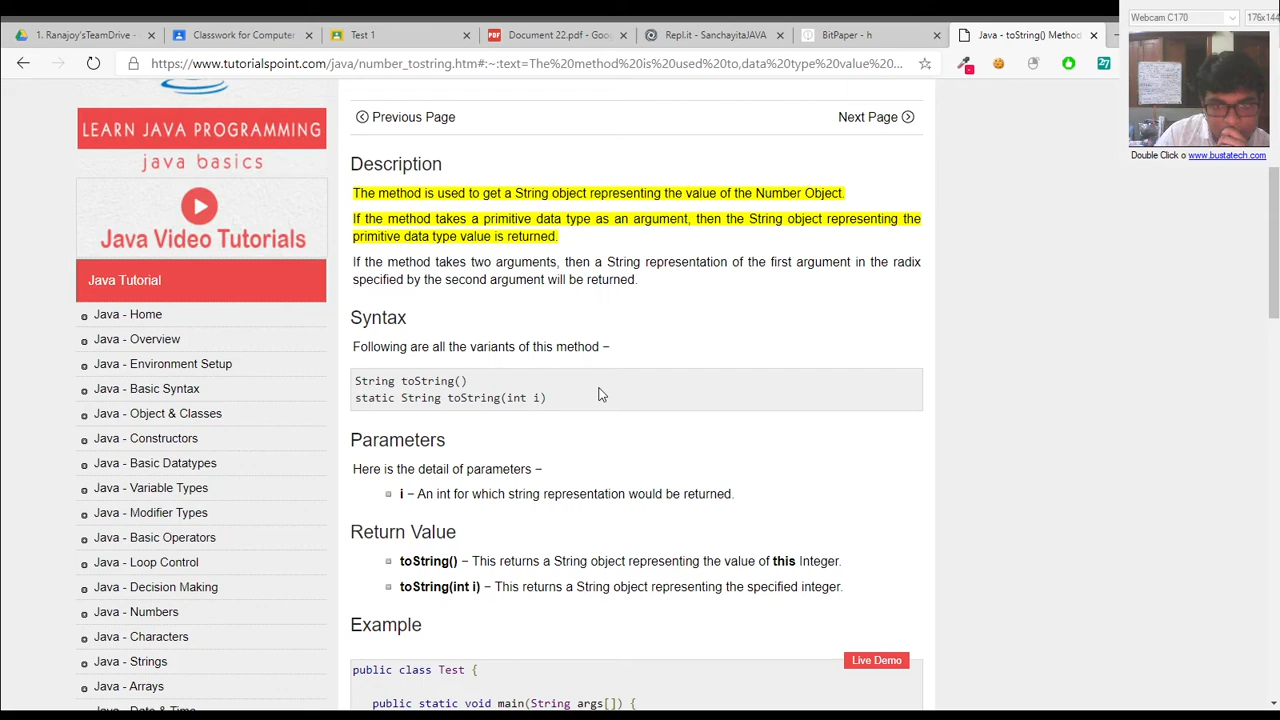 1. Ranajoy'sTeamDrive -
Classwork for Computer
Test 1
Document 22.pdf - Goo
Repl.it - SanchayitaJAVA
BitPaper - h
Java - toString() Method
https://www.tutorialspoint.com/java/number_tostring.htm#:~:text=The%20method%20is%20used%20to,data%20type%20value%20...
27
Webcam C170
176x144
Double Click o www.bustatech.com
LEARN JAVA PROGRAMMING
java basics
Java Video Tutorials
Java Tutorial
Java - Home
Java - Overview
Java - Environment Setup
Java - Basic Syntax
Java - Object & Classes
Java - Constructors
Java - Basic Datatypes
Java - Variable Types
Java - Modifier Types
Java - Basic Operators
Java - Loop Control
Java - Decision Making
Java - Numbers
Java - Characters
Java - Strings
Java - Arrays
Java - Date & Time
Previous Page
Next Page
Description
The method is used to get a String object representing the value of the Number Object.
If the method takes a primitive data type as an argument, then the String object representing the
primitive data type value is returned.
If the method takes two arguments, then a String representation of the first argument in the radix
specified by the second argument will be returned.
Syntax
Following are all the variants of this method −
String toString()
static String toString(int i)
Parameters
Here is the detail of parameters −
i − An int for which string representation would be returned.
Return Value
toString() − This returns a String object representing the value of this Integer.
toString(int i) − This returns a String object representing the specified integer.
Example
Live Demo
public class Test {
public static void main(String args[]) {